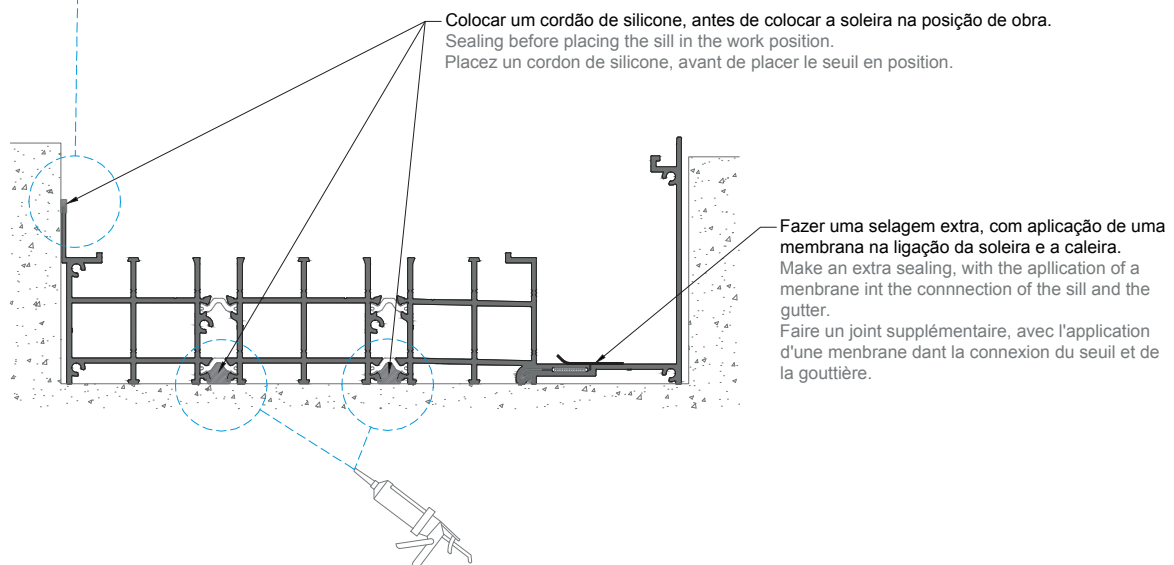 Colocar um cordão de silicone, antes de colocar a soleira na posição de obra.
Sealing before placing the sill in the work position.
Placez un cordon de silicone, avant de placer le seuil en position.
Fazer uma selagem extra, com aplicação de uma
membrana na ligação da soleira e a caleira.
Make an extra sealing, with the apllication of a
menbrane int the connnection of the sill and the
gutter.
Faire un joint supplémentaire, avec l'application
d'une menbrane dant la connexion du seuil et de
la gouttière.